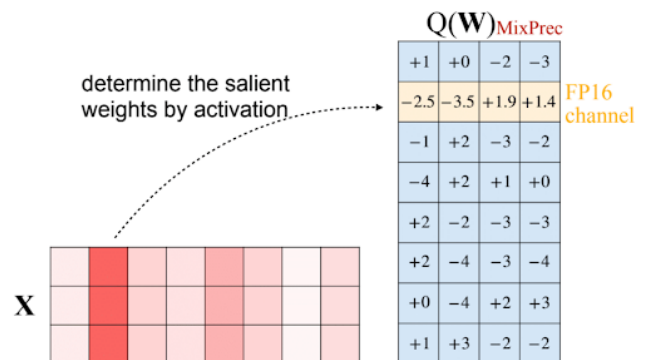 Q(W)MixPrec
determine the salient
weights by activation
+1 +0 −2 −3
−2.5 −3.5 +1.9 +1.4
FP16
channel
−1 +2 −3 −2
−4 +2 +1 +0
+2 −2 −3 −3
+2 −4 −3 −4
X
+0 −4 +2 +3
+1 +3 −2 −2